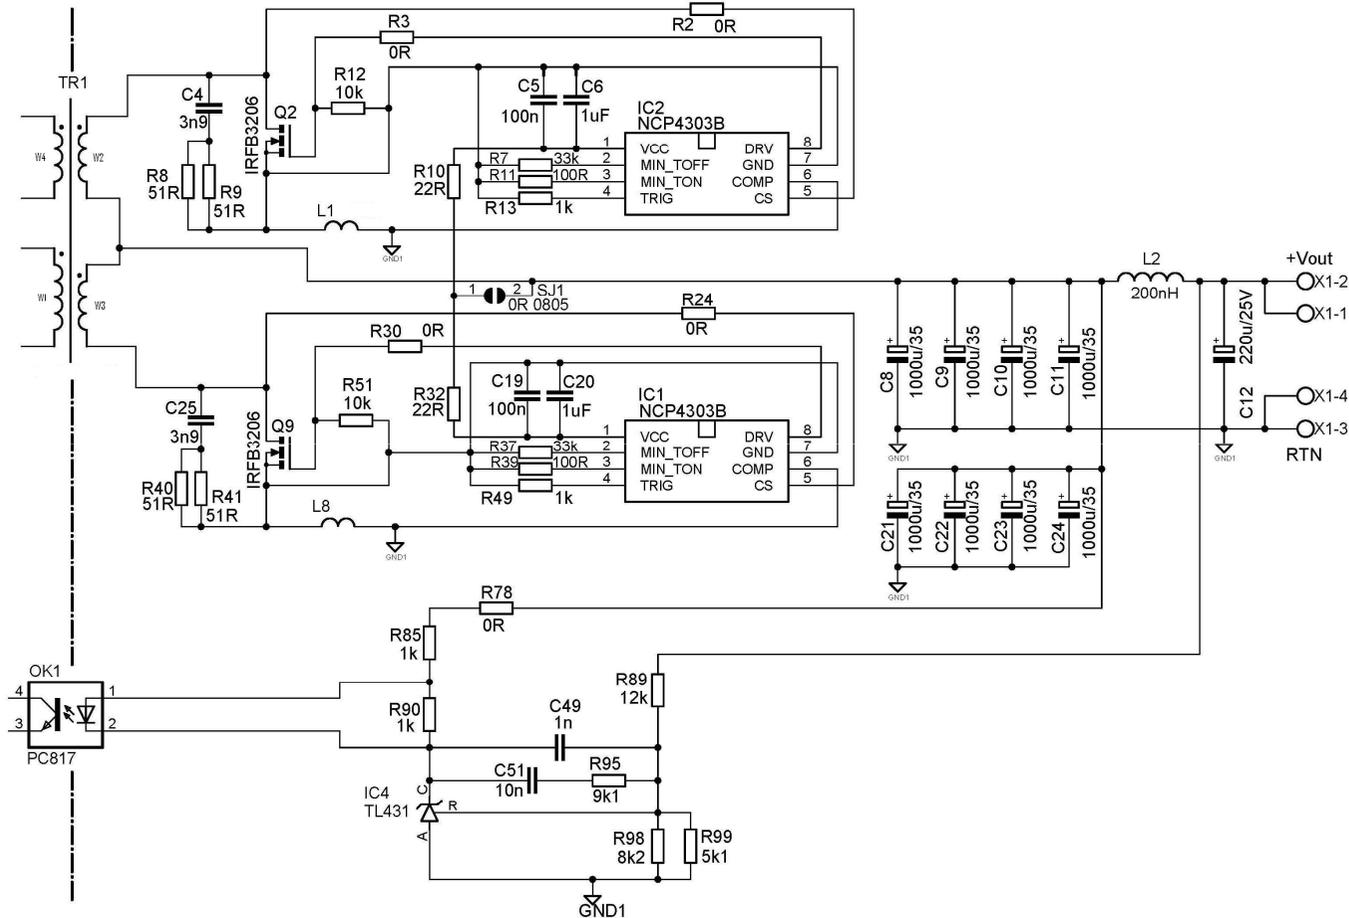 R3
0R
R2 0R
TR1
C4
3n9
R12
10k
Q2
IRFB3206
C5
100n
C6
1uF
IC2
NCP4303B
1 VCC DRV 8
2 MIN_TOFF GND 7
3 MIN_TON COMP 6
4 TRIG CS 5
W4
W2
R8
51R
R9
51R
R10
22R
R7 33k
R11 100R
R13 1k
L1
GND1
W1
W3
1 2 SJ1
0R 0805
L2
200nH
+Vout
X1-2
X1-1
R24
0R
R30 0R
C8
1000u/35
C9
1000u/35
C10
1000u/35
C11
1000u/35
220u/25V
C12
X1-4
X1-3
RTN
GND1
GND1
C25
3n9
R51
10k
Q9
IRFB3206
R32
22R
C19
100n
C20
1uF
IC1
NCP4303B
1 VCC DRV 8
2 MIN_TOFF GND 7
3 MIN_TON COMP 6
4 TRIG CS 5
R37 33k
R39 100R
R49 1k
R40
51R
R41
51R
L8
GND1
C21
1000u/35
C22
1000u/35
C23
1000u/35
C24
1000u/35
GND1
R78
0R
R85
1k
OK1
4
3
1
2
PC817
R90
1k
R89
12k
C49
1n
C51
10n
R95
9k1
IC4
TL431
C
R
A
R98
8k2
R99
5k1
GND1